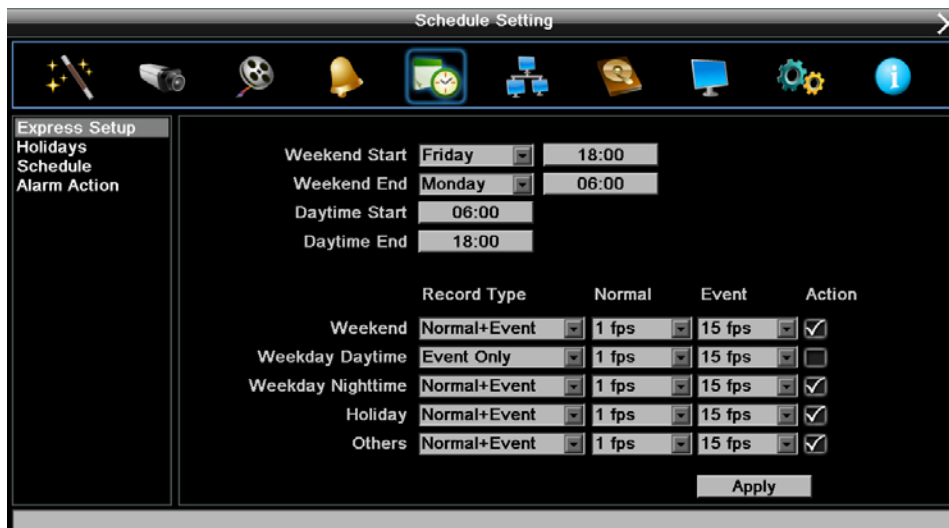 Schedule Setting
Express Setup
Holidays
Schedule
Alarm Action
Weekend Start Friday 18:00
Weekend End Monday 06:00
Daytime Start 06:00
Daytime End 18:00
Record Type Normal Event Action
Weekend Normal+Event 1 fps 15 fps
Weekday Daytime Event Only 1 fps 15 fps
Weekday Nighttime Normal+Event 1 fps 15 fps
Holiday Normal+Event 1 fps 15 fps
Others Normal+Event 1 fps 15 fps
Apply